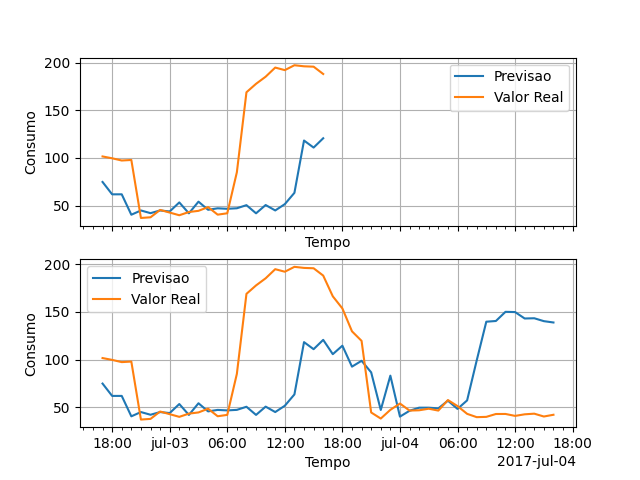 200
150
100
50
Consumo
Previsao
Valor Real
Tempo
200
150
100
50
Consumo
Previsao
Valor Real
18:00 jul-03 06:00 12:00 18:00 jul-04 06:00 12:00 18:00
Tempo 2017-jul-04